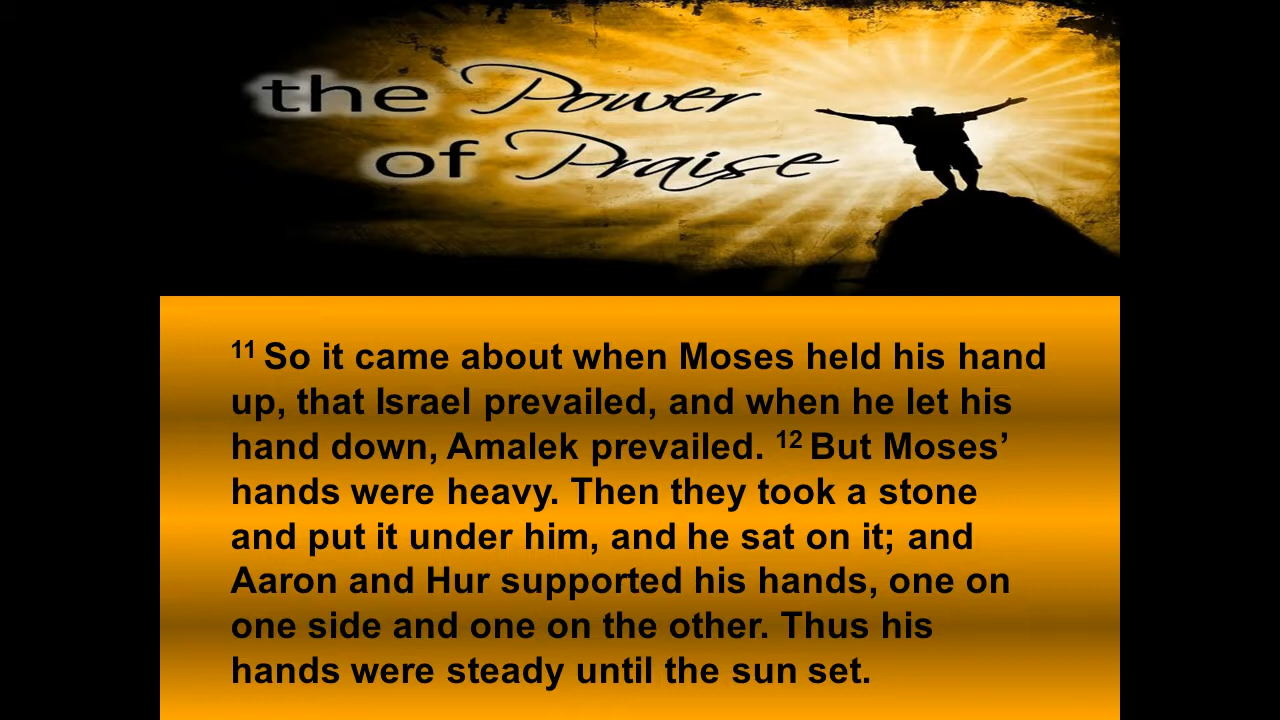 the Power
of Praise
11 So it came about when Moses held his hand
up, that Israel prevailed, and when he let his
hand down, Amalek prevailed. 12 But Moses’
hands were heavy. Then they took a stone
and put it under him, and he sat on it; and
Aaron and Hur supported his hands, one on
one side and one on the other. Thus his
hands were steady until the sun set.